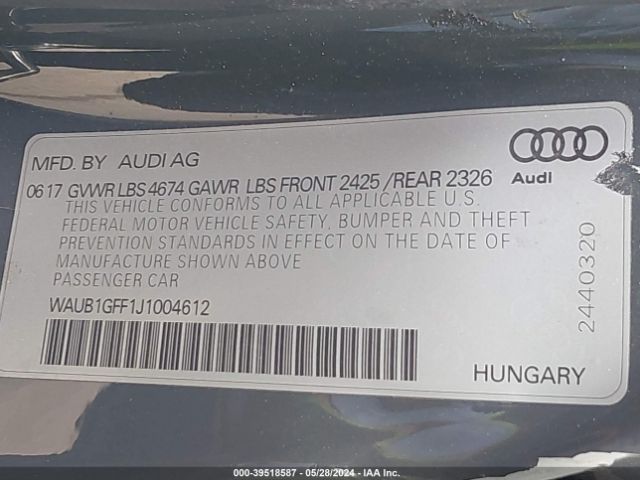 MFD. BY AUDI AG
06 17 GVWR LBS 4674 GAWR LBS FRONT 2425 / REAR 2326
THIS VEHICLE CONFORMS TO ALL APPLICABLE U.S.
FEDERAL MOTOR VEHICLE SAFETY, BUMPER AND THEFT
PREVENTION STANDARDS IN EFFECT ON THE DATE OF
MANUFACTURE SHOWN ABOVE
PASSENGER CAR
WAUB1GFF1J1004612
Audi
2440320
HUNGARY
000-39518587 - 05/28/2024 - IAA Inc.